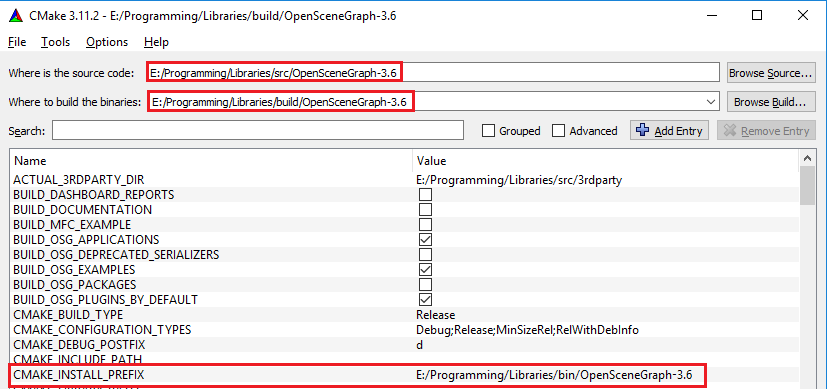 CMake 3.11.2 - E:/Programming/Libraries/build/OpenSceneGraph-3.6
File Tools Options Help
Where is the source code: E:/Programming/Libraries/src/OpenSceneGraph-3.6 Browse Source...
Where to build the binaries: E:/Programming/Libraries/build/OpenSceneGraph-3.6 Browse Build...
Search: Grouped Advanced Add Entry Remove Entry
Name Value
ACTUAL_3RDPARTY_DIR E:/Programming/Libraries/src/3rdparty
BUILD_DASHBOARD_REPORTS
BUILD_DOCUMENTATION
BUILD_MFC_EXAMPLE
BUILD_OSG_APPLICATIONS
BUILD_OSG_DEPRECATED_SERIALIZERS
BUILD_OSG_EXAMPLES
BUILD_OSG_PACKAGES
BUILD_OSG_PLUGINS_BY_DEFAULT
CMAKE_BUILD_TYPE Release
CMAKE_CONFIGURATION_TYPES Debug;Release;MinSizeRel;RelWithDebInfo
CMAKE_DEBUG_POSTFIX d
CMAKE_INCLUDE_PATH
CMAKE_INSTALL_PREFIX E:/Programming/Libraries/bin/OpenSceneGraph-3.6